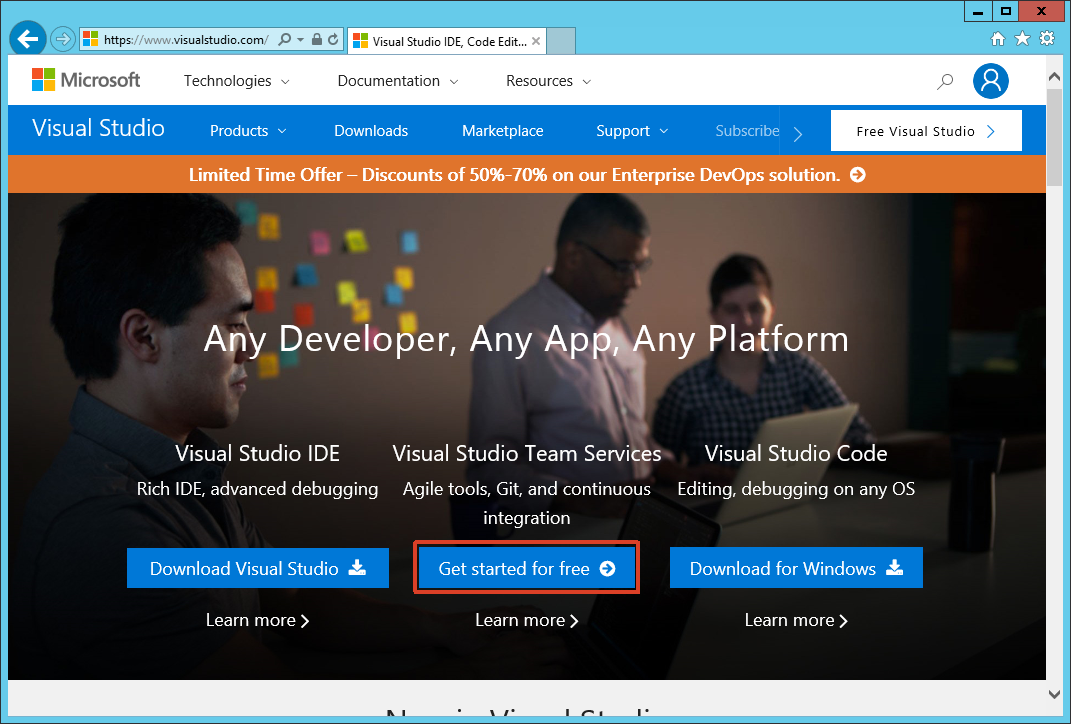 https://www.visualstudio.com/
Visual Studio IDE, Code Edit...
Microsoft
Technologies
Documentation
Resources
Visual Studio
Products
Downloads
Marketplace
Support
Subscribe
Free Visual Studio
Limited Time Offer – Discounts of 50%-70% on our Enterprise DevOps solution.
Any Developer, Any App, Any Platform
Visual Studio IDE
Rich IDE, advanced debugging
Download Visual Studio
Learn more
Visual Studio Team Services
Agile tools, Git, and continuous
integration
Get started for free
Learn more
Visual Studio Code
Editing, debugging on any OS
Download for Windows
Learn more